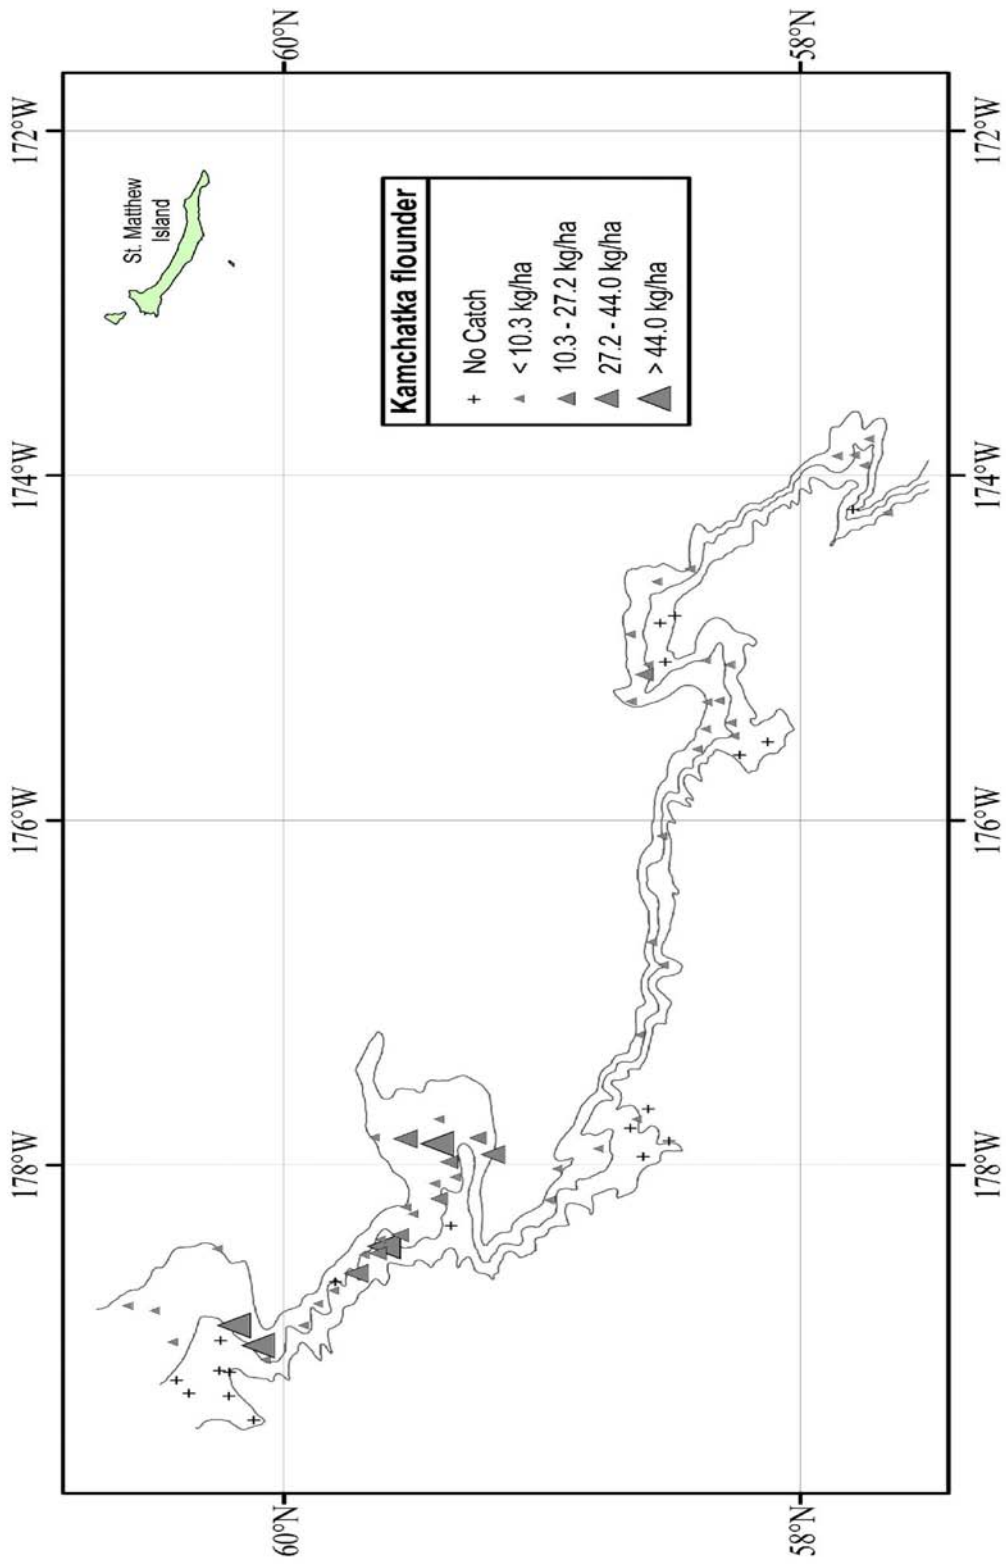 172°W
174°W
176°W
178°W
60°N
58°N
St. Matthew
Island
Kamchatka flounder
No Catch
< 10.3 kg/ha
10.3 - 27.2 kg/ha
27.2 - 44.0 kg/ha
> 44.0 kg/ha
60°N
58°N
172°W
174°W
176°W
178°W